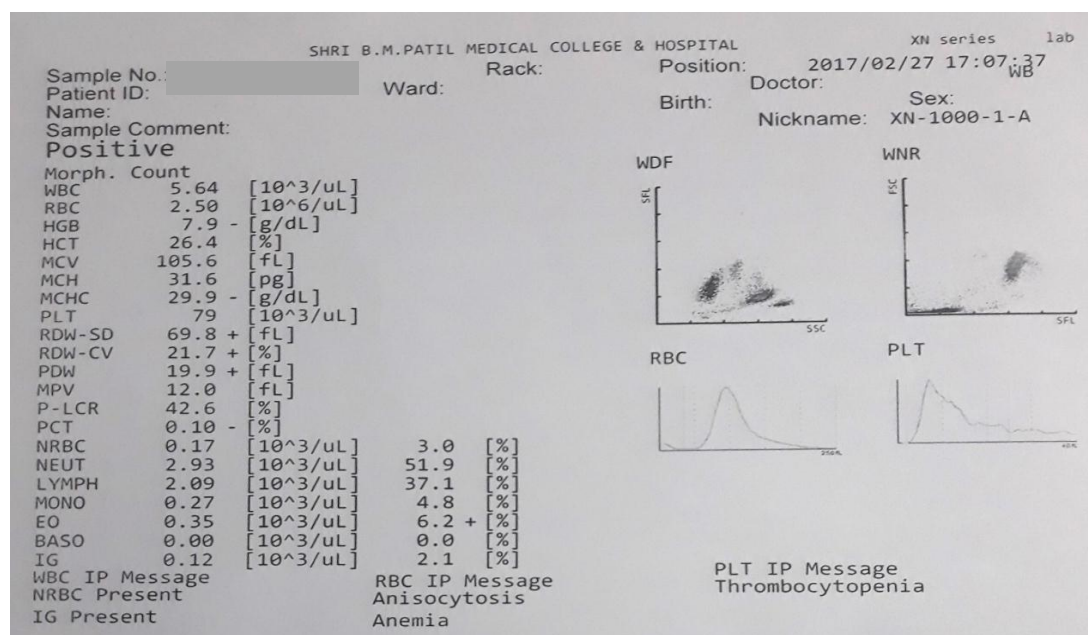 SHRI B.M.PATIL MEDICAL COLLEGE & HOSPITAL XN series lab
Sample No.: Rack: Position: 2017/02/27 17:07:37
WB
Patient ID: Ward: Doctor:
Name: Birth: Sex:
Sample Comment: Nickname: XN-1000-1-A
Positive
Morph. Count
WBC 5.64 [10^3/uL]
RBC 2.50 [10^6/uL]
HGB 7.9 - [g/dL]
HCT 26.4 [%]
MCV 105.6 [fL]
MCH 31.6 [pg]
MCHC 29.9 - [g/dL]
PLT 79 [10^3/uL]
RDW-SD 69.8 + [fL]
RDW-CV 21.7 + [%]
PDW 19.9 + [fL]
MPV 12.0 [fL]
P-LCR 42.6 [%]
PCT 0.10 - [%]
NRBC 0.17 [10^3/uL] 3.0 [%]
NEUT 2.93 [10^3/uL] 51.9 [%]
LYMPH 2.09 [10^3/uL] 37.1 [%]
MONO 0.27 [10^3/uL] 4.8 [%]
EO 0.35 [10^3/uL] 6.2 + [%]
BASO 0.00 [10^3/uL] 0.0 [%]
IG 0.12 [10^3/uL] 2.1 [%]
WDF
SFL
SSC
WNR
FSC
SFL
RBC
250fL
PLT
40fL
WBC IP Message
NRBC Present
IG Present
RBC IP Message
Anisocytosis
Anemia
PLT IP Message
Thrombocytopenia